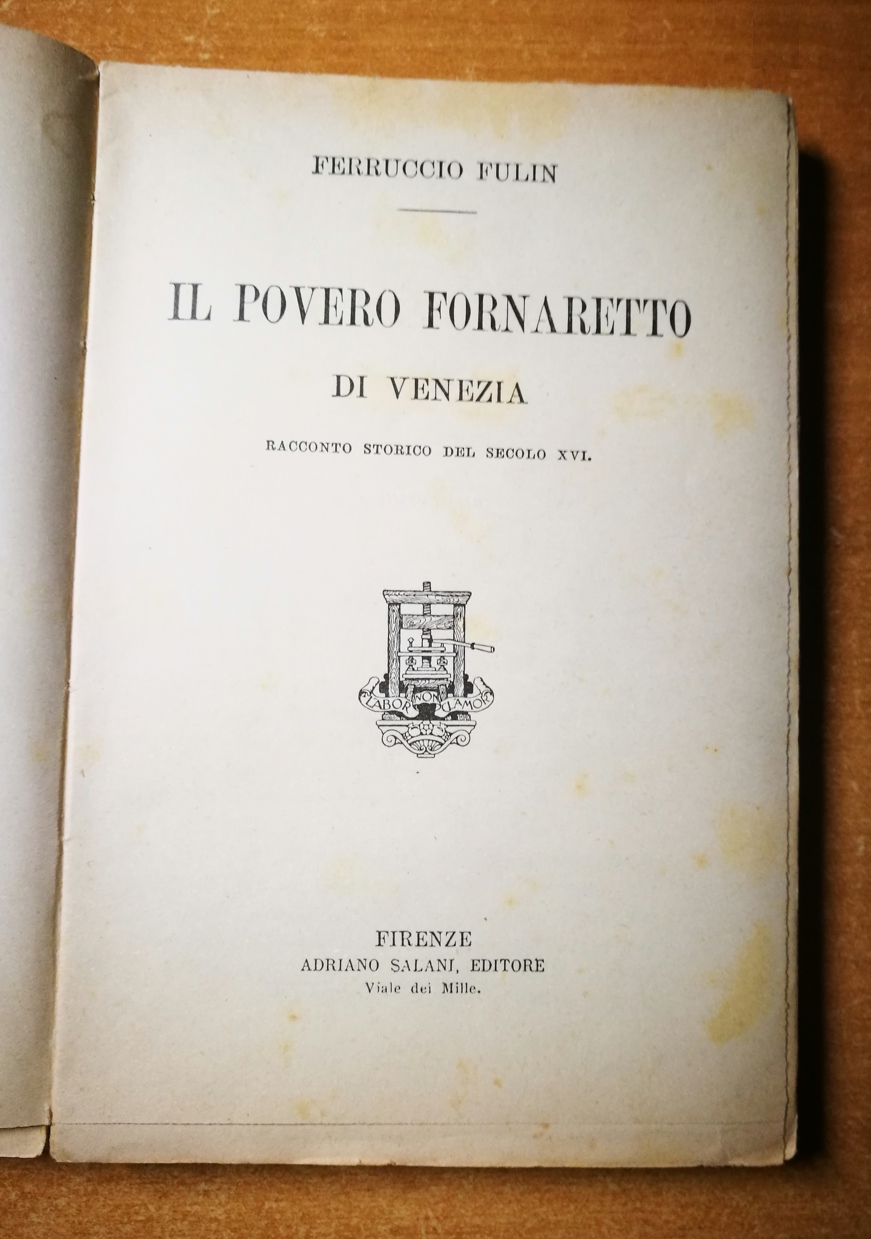 FERRUCCIO FULIN
IL POVERO FORNARETTO
DI VENEZIA
RACCONTO STORICO DEL SECOLO XVI.
LABOR NON CLAMOR
FIRENZE
ADRIANO SALANI, EDITORE
Viale dei Mille.